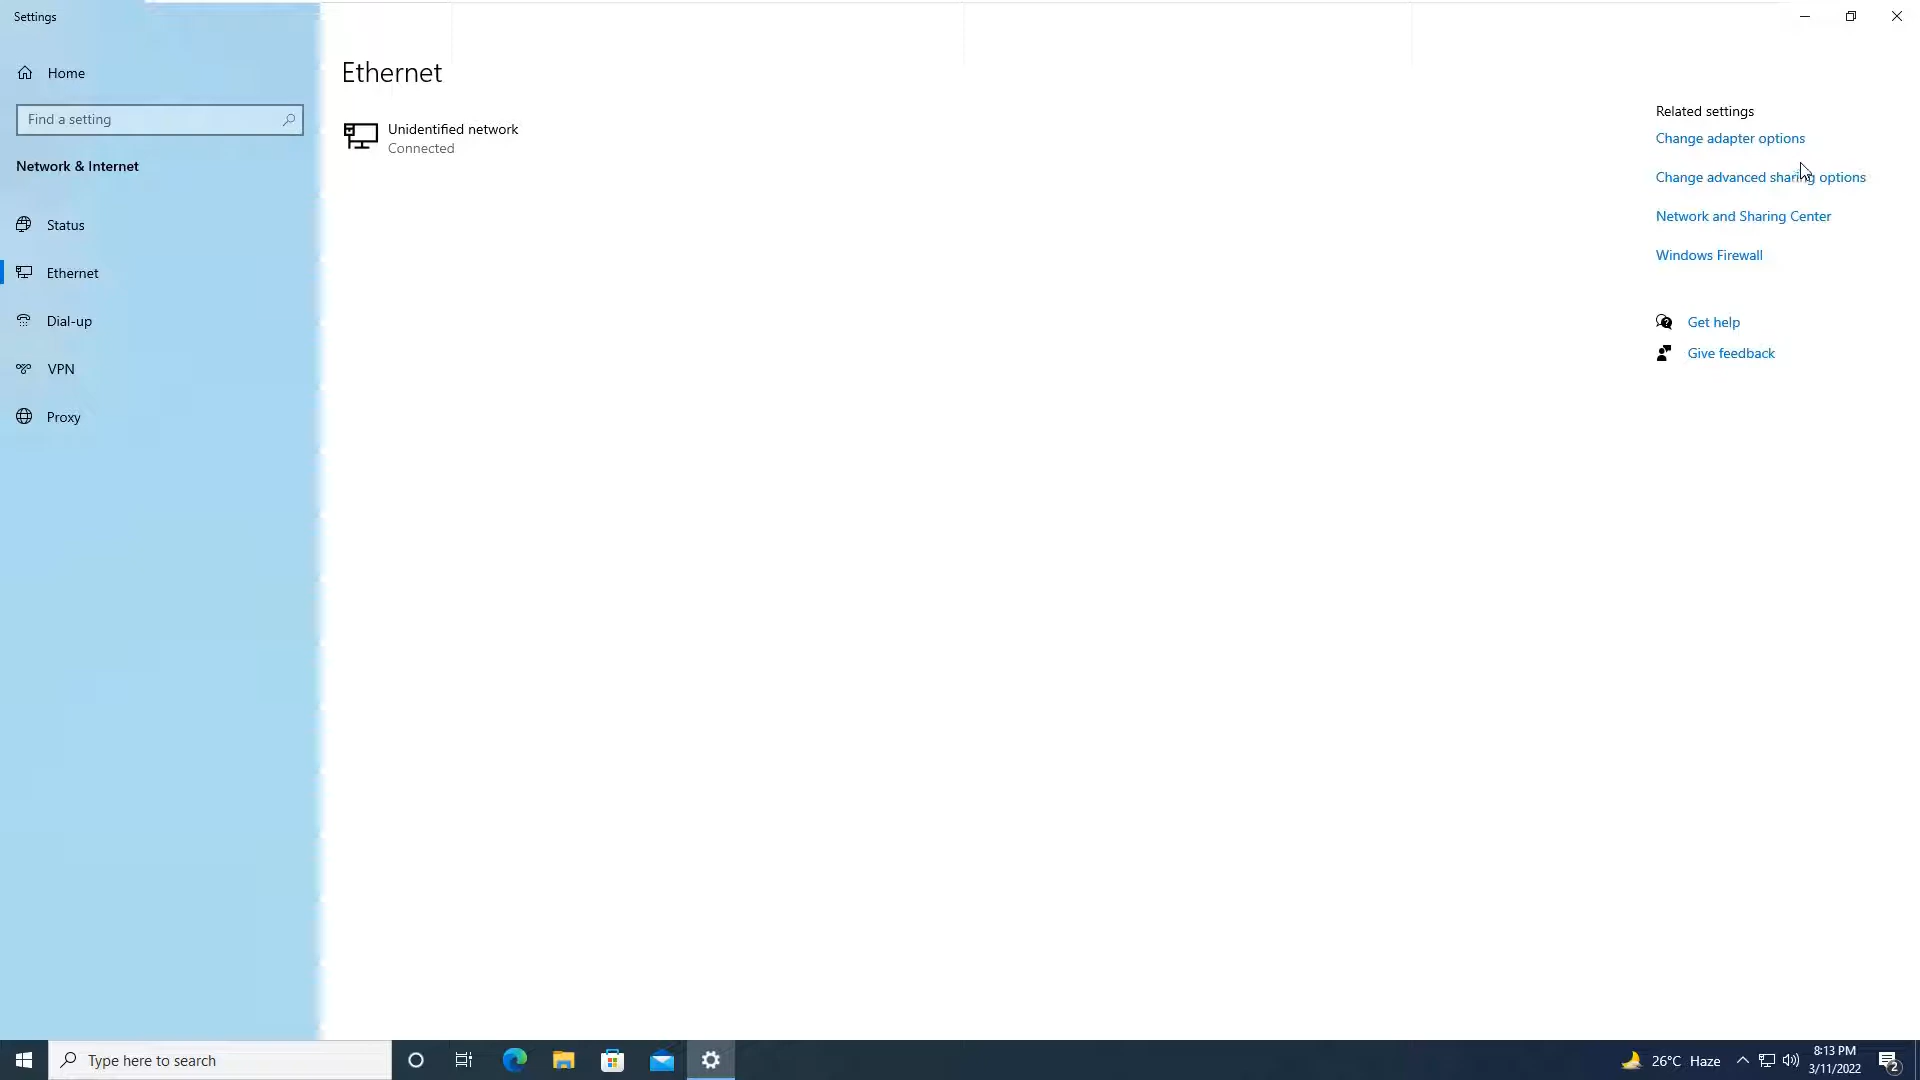 Settings
Home
Find a setting
Network & Internet
Status
Ethernet
Dial-up
VPN
Proxy
Ethernet
Unidentified network
Connected
Related settings
Change adapter options
Change advanced sharing options
Network and Sharing Center
Windows Firewall
Get help
Give feedback
Type here to search
26°C Haze
8:13 PM
3/11/2022
2